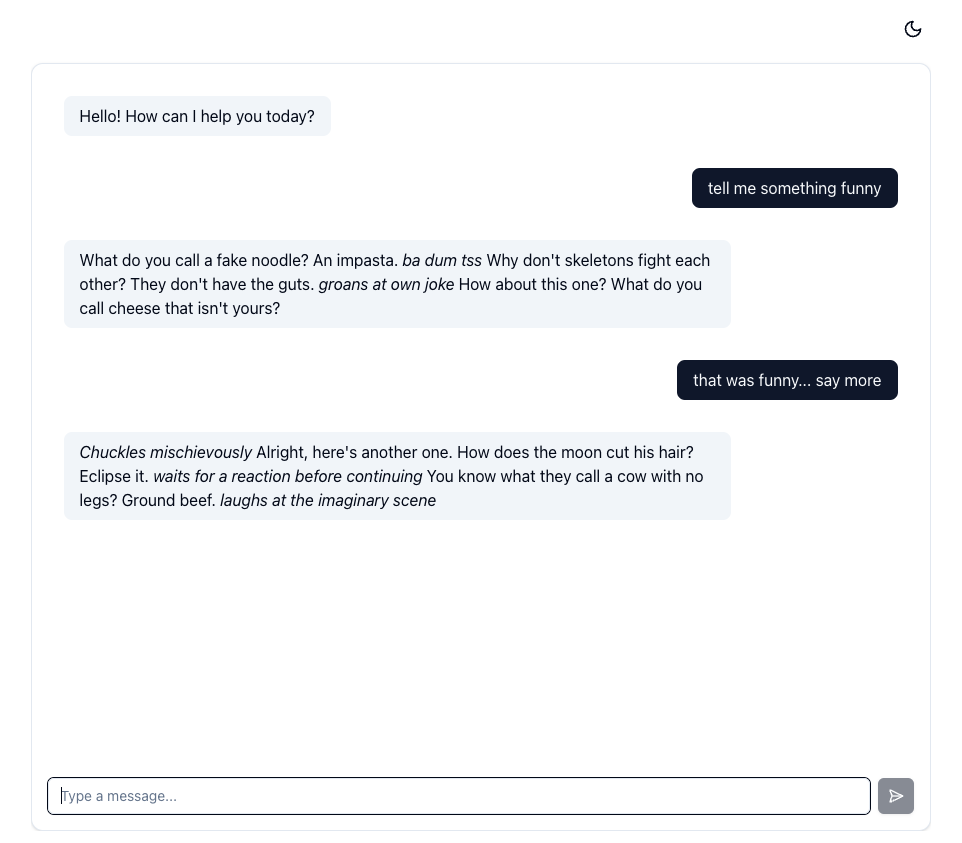 Hello! How can I help you today?
tell me something funny
What do you call a fake noodle? An impasta. ba dum tss Why don't skeletons fight each
other? They don't have the guts. groans at own joke How about this one? What do you
call cheese that isn't yours?
that was funny... say more
Chuckles mischievously Alright, here's another one. How does the moon cut his hair?
Eclipse it. waits for a reaction before continuing You know what they call a cow with no
legs? Ground beef. laughs at the imaginary scene
Type a message...